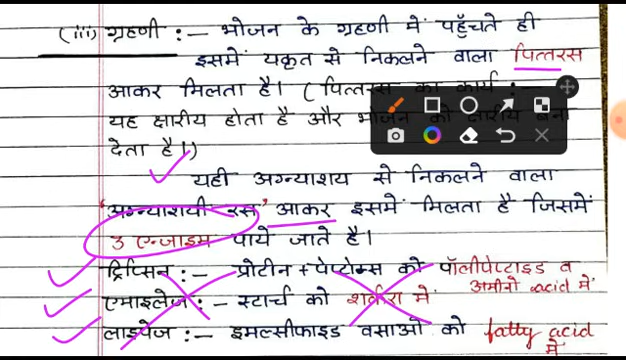 (iii) ग्रहणी :- भोजन के ग्रहणी में पहुँचते ही
इसमें यकृत से निकलने वाला पित्तरस
आकर मिलता है। ( पित्तरस का कार्य :-
यह क्षारीय होता है और भोजन को क्षारीय बना
देता है।)
यही अग्न्याशय से निकलने वाला
'अग्न्याशयी रस' आकर इसमें मिलता है जिसमें
3 एन्जाइम पाये जाते है।
ट्रिप्सिन :- प्रोटीन + पेप्टोन्स को पॉलीपेप्टाइड व
अमीनो acid में
एमाइलेज :- स्टार्च को शर्करा में
लाइपेज :- इमल्सीफाइड वसाओं को fatty acid
में